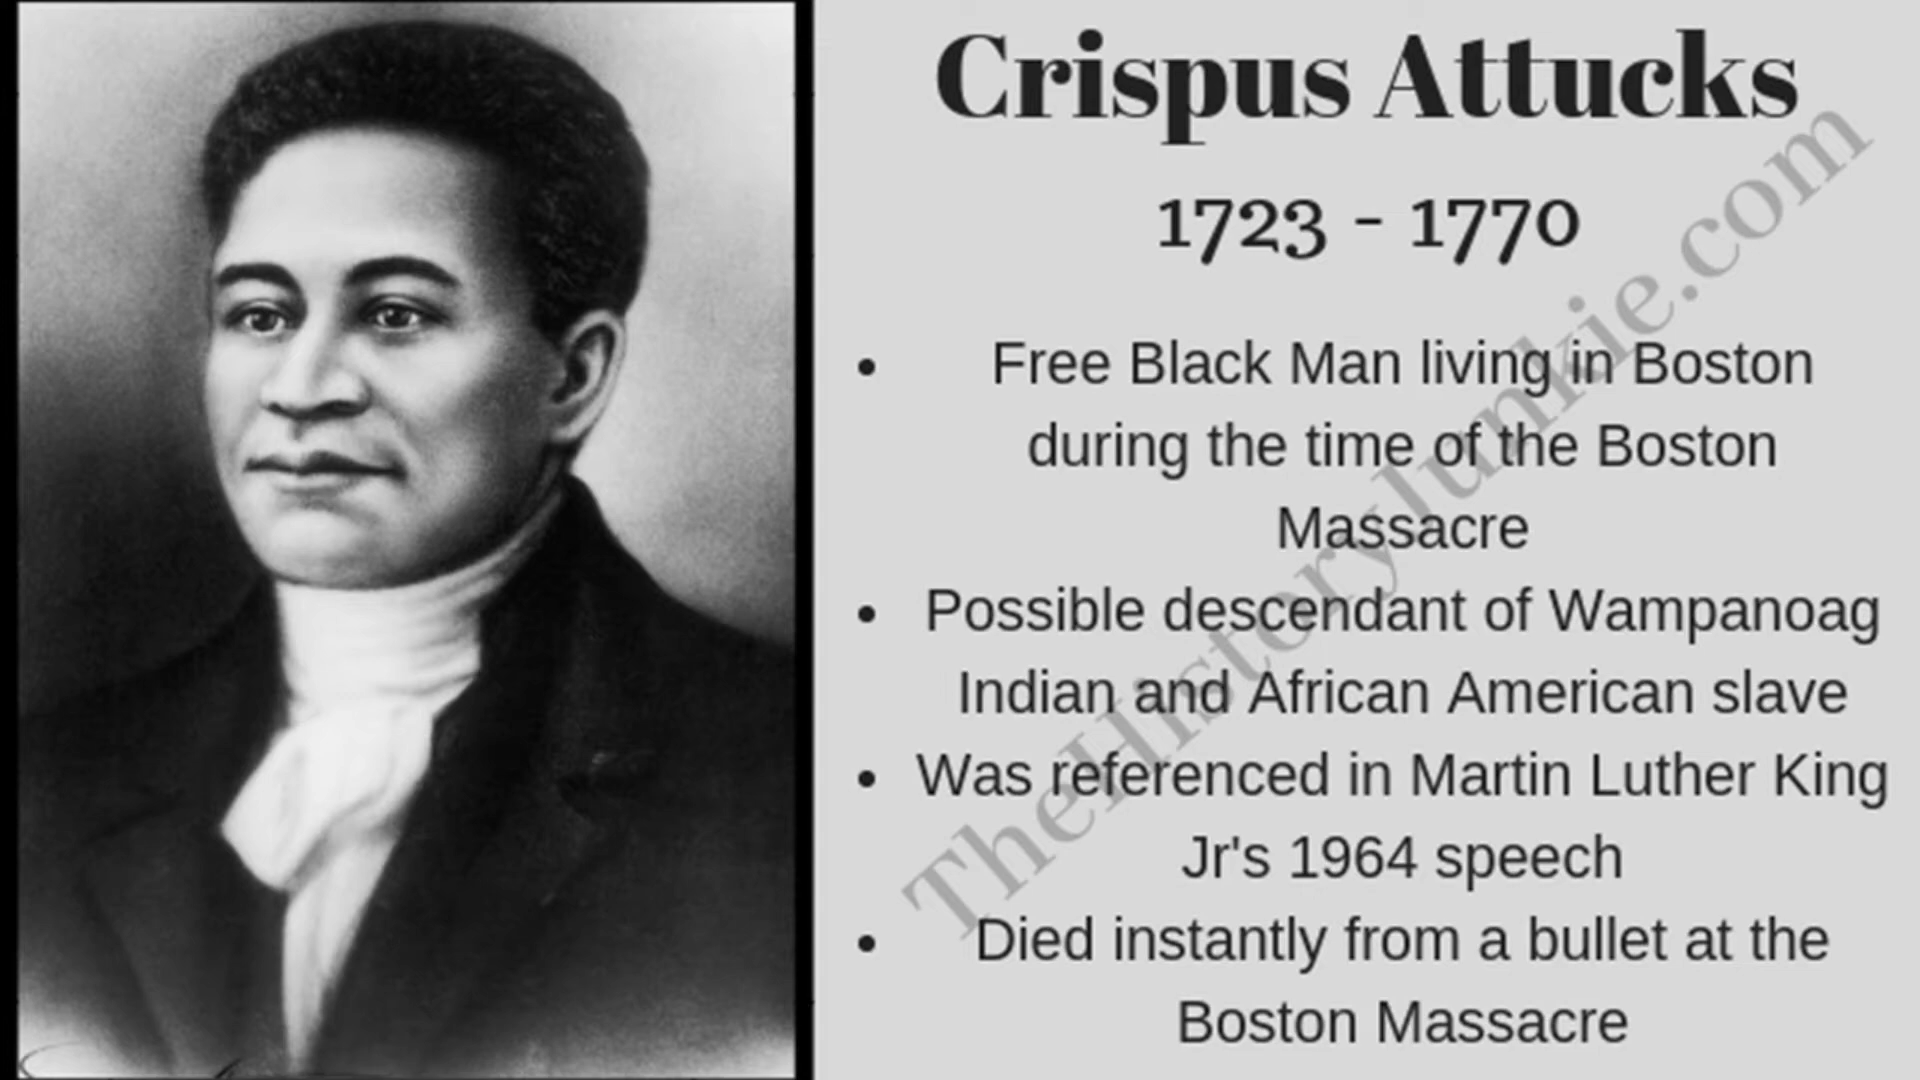 Crispus Attucks
1723 - 1770
• Free Black Man living in Boston
during the time of the Boston
Massacre
• Possible descendant of Wampanoag
Indian and African American slave
• Was referenced in Martin Luther King
Jr's 1964 speech
• Died instantly from a bullet at the
Boston Massacre
TheHistoryJunkie.com